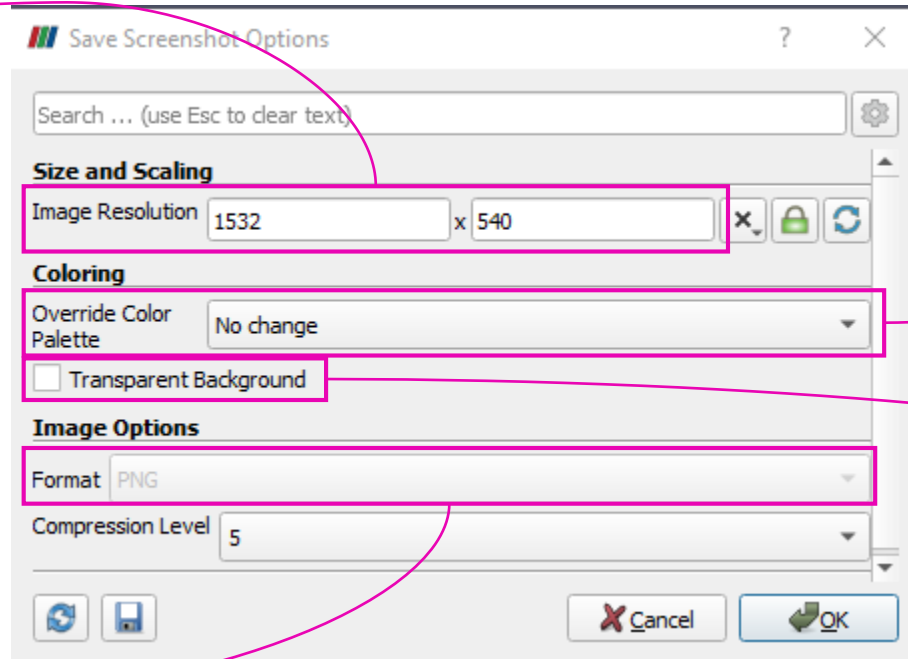 Save Screenshot Options ?
Search ... (use Esc to clear text)
Size and Scaling
Image Resolution 1532 x 540
Coloring
Override Color
Palette
No change
Transparent Background
Image Options
Format PNG
Compression Level 5
Cancel OK